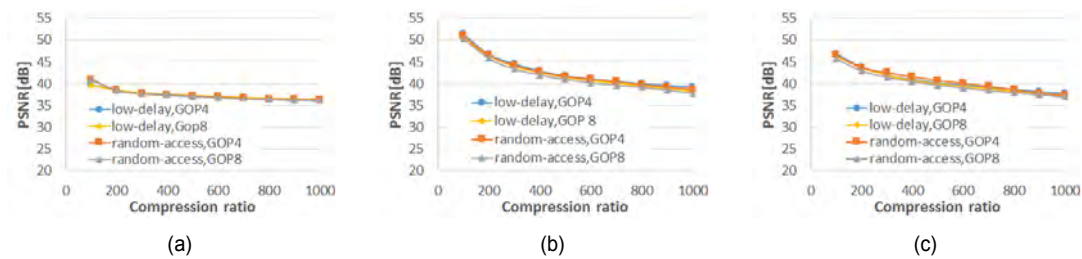 55
50
45
40
35
30
25
20
PSNR[dB]
low-delay,GOP4
low-delay,Gop8
random-access,GOP4
random-access,GOP8
0 200 400 600 800 1000
Compression ratio
(a)
55
50
45
40
35
30
25
20
PSNR[dB]
low-delay,GOP4
low-delay,GOP 8
random-access,GOP4
random-access,GOP8
0 200 400 600 800 1000
Compression ratio
(b)
55
50
45
40
35
30
25
20
PSNR[dB]
low-delay,GOP4
low-delay,GOP8
random-access,GOP4
random-access,GOP8
0 200 400 600 800 1000
Compression ratio
(c)